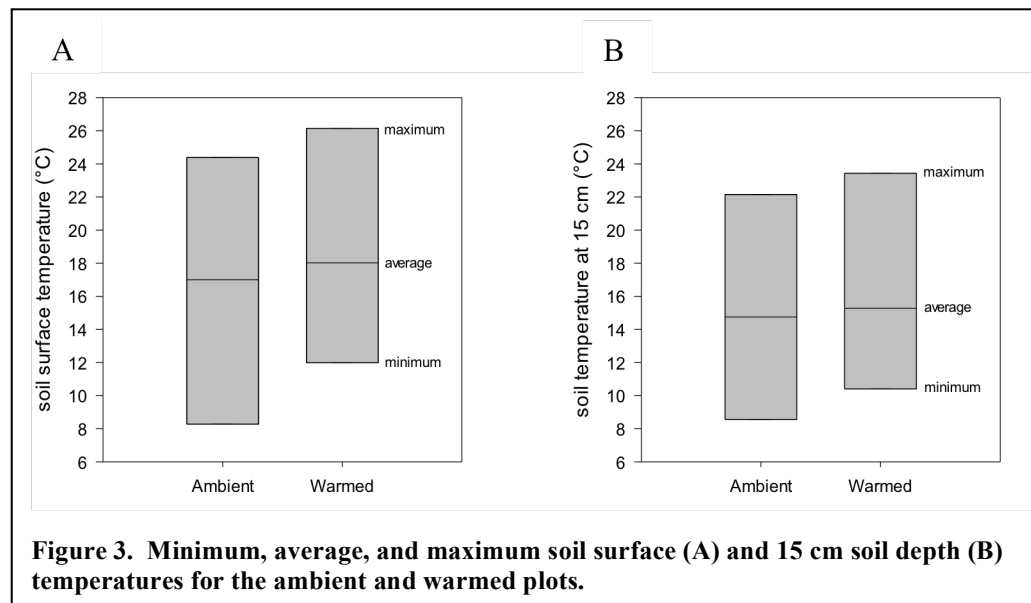 A
B
soil surface temperature (°C)
28
26
24
22
20
18
16
14
12
10
8
6
maximum
average
minimum
Ambient
Warmed
soil temperature at 15 cm (°C)
28
26
24
22
20
18
16
14
12
10
8
6
maximum
average
minimum
Ambient
Warmed
Figure 3. Minimum, average, and maximum soil surface (A) and 15 cm soil depth (B)
temperatures for the ambient and warmed plots.